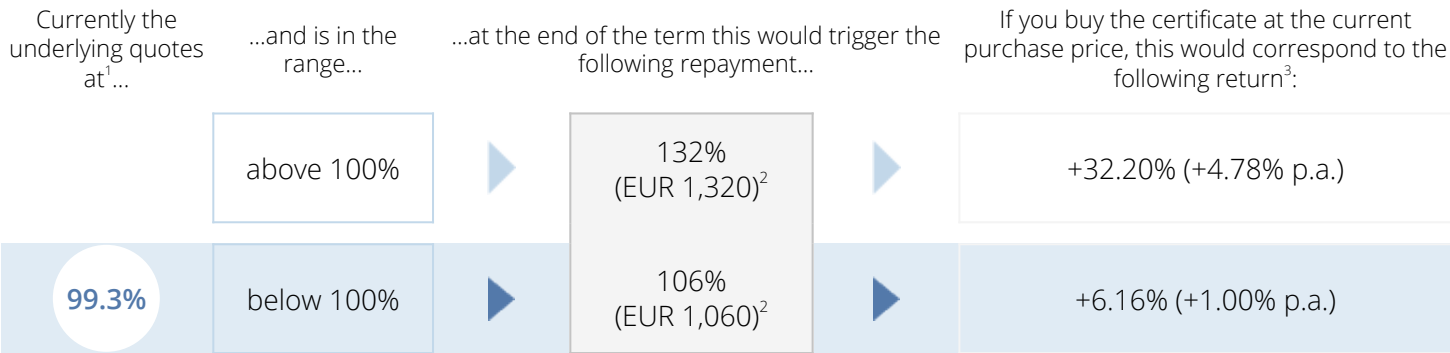 Currently the
underlying quotes
at¹...
...and is in the
range...
...at the end of the term this would trigger the
following repayment...
If you buy the certificate at the current
purchase price, this would correspond to the
following return³:
above 100%
132%
(EUR 1,320)²
+32.20% (+4.78% p.a.)
99.3%
below 100%
106%
(EUR 1,060)²
+6.16% (+1.00% p.a.)